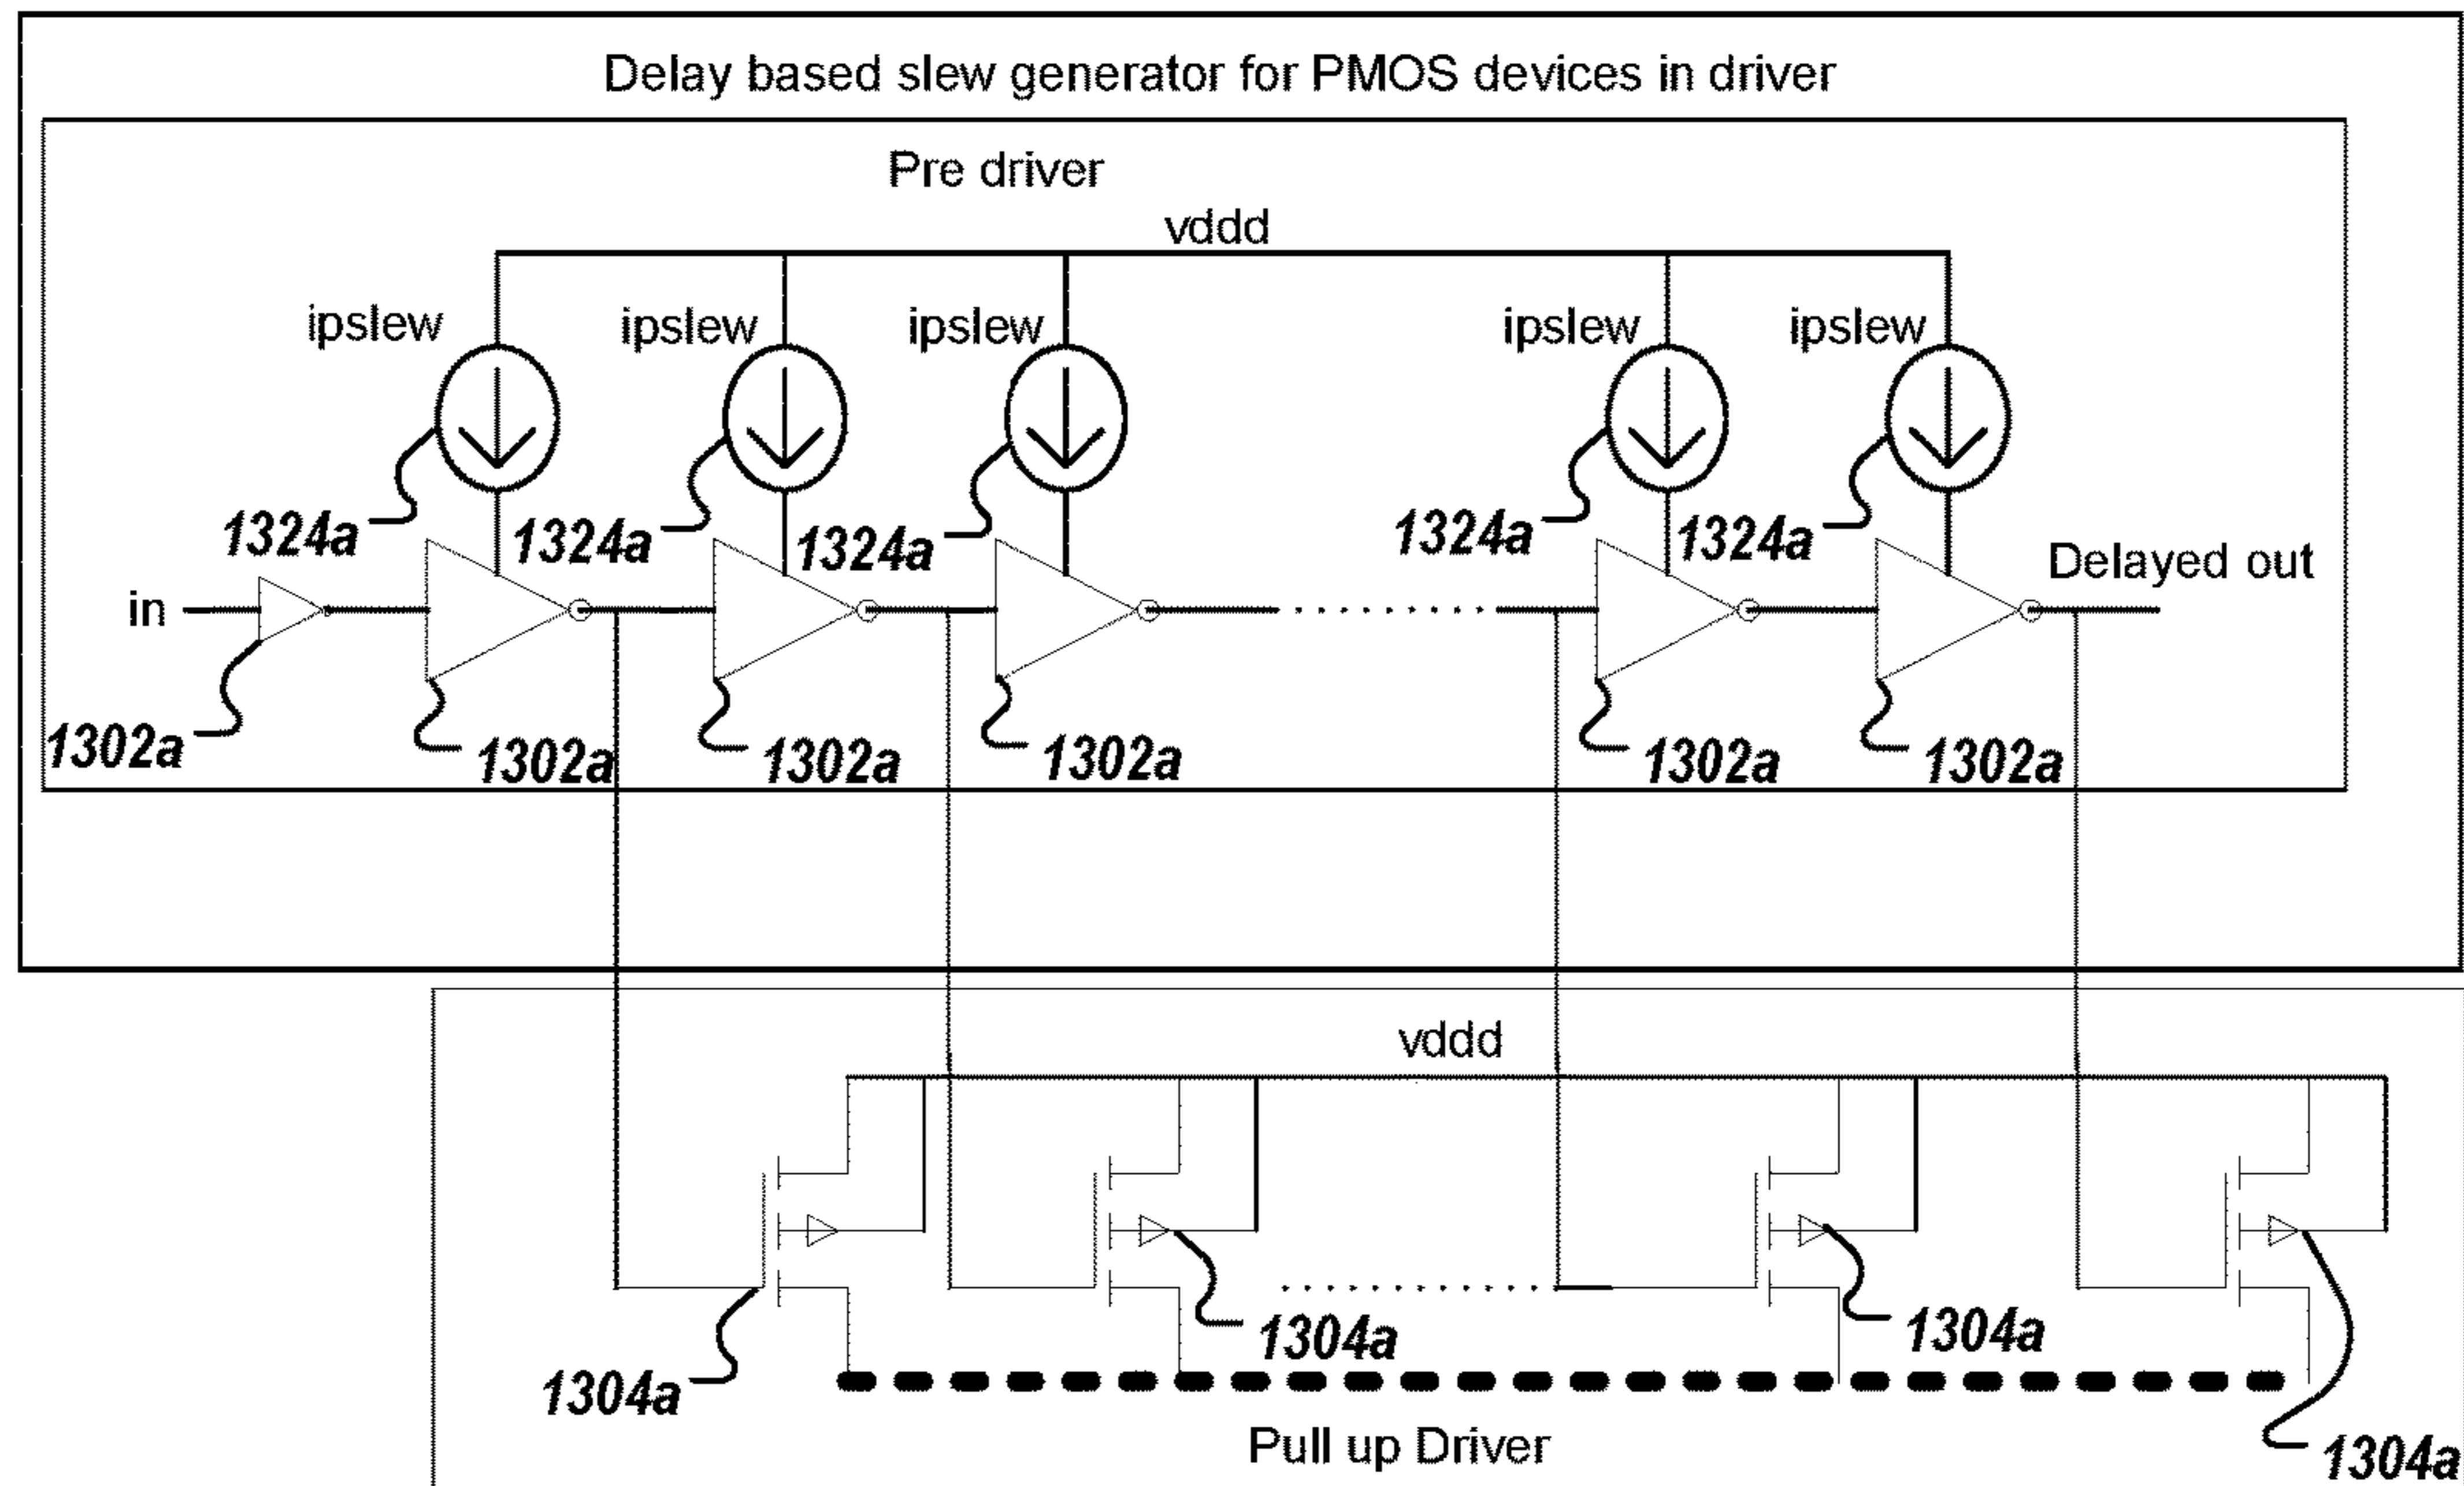 Delay based slew generator for PMOS devices in driver
Pre driver
vddd
ipslew ipslew ipslew ipslew ipslew
1324a 1324a 1324a 1324a 1324a
in Delayed out
1302a 1302a 1302a 1302a 1302a 1302a
vddd
1304a 1304a 1304a 1304a
Pull up Driver